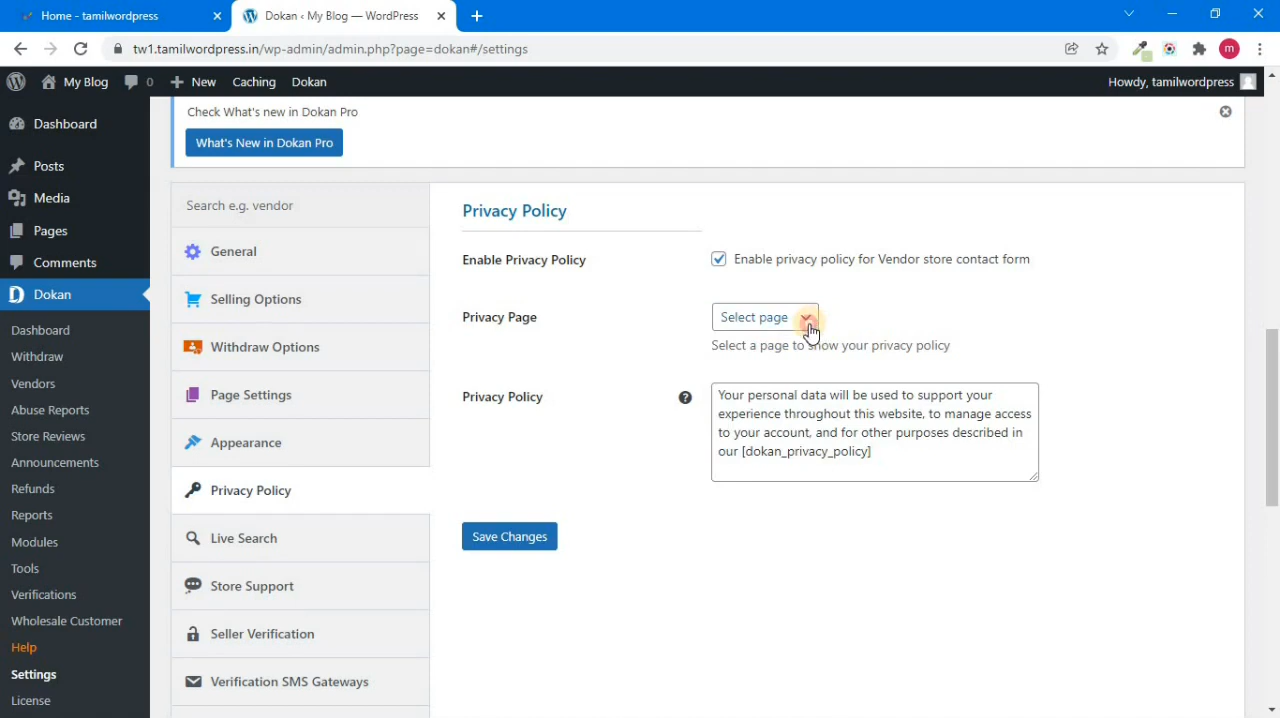 Home - tamilwordpress
Dokan ‹ My Blog — WordPress
tw1.tamilwordpress.in/wp-admin/admin.php?page=dokan#/settings
m
My Blog
0
New
Caching
Dokan
Howdy, tamilwordpress
Dashboard
Posts
Media
Pages
Comments
Dokan
Dashboard
Withdraw
Vendors
Abuse Reports
Store Reviews
Announcements
Refunds
Reports
Modules
Tools
Verifications
Wholesale Customer
Help
Settings
License
Check What's new in Dokan Pro
What's New in Dokan Pro
Search e.g. vendor
General
Selling Options
Withdraw Options
Page Settings
Appearance
Privacy Policy
Live Search
Store Support
Seller Verification
Verification SMS Gateways
Privacy Policy
Enable Privacy Policy
Enable privacy policy for Vendor store contact form
Privacy Page
Select page
Select a page to show your privacy policy
Privacy Policy
Your personal data will be used to support your
experience throughout this website, to manage access
to your account, and for other purposes described in
our [dokan_privacy_policy]
Save Changes